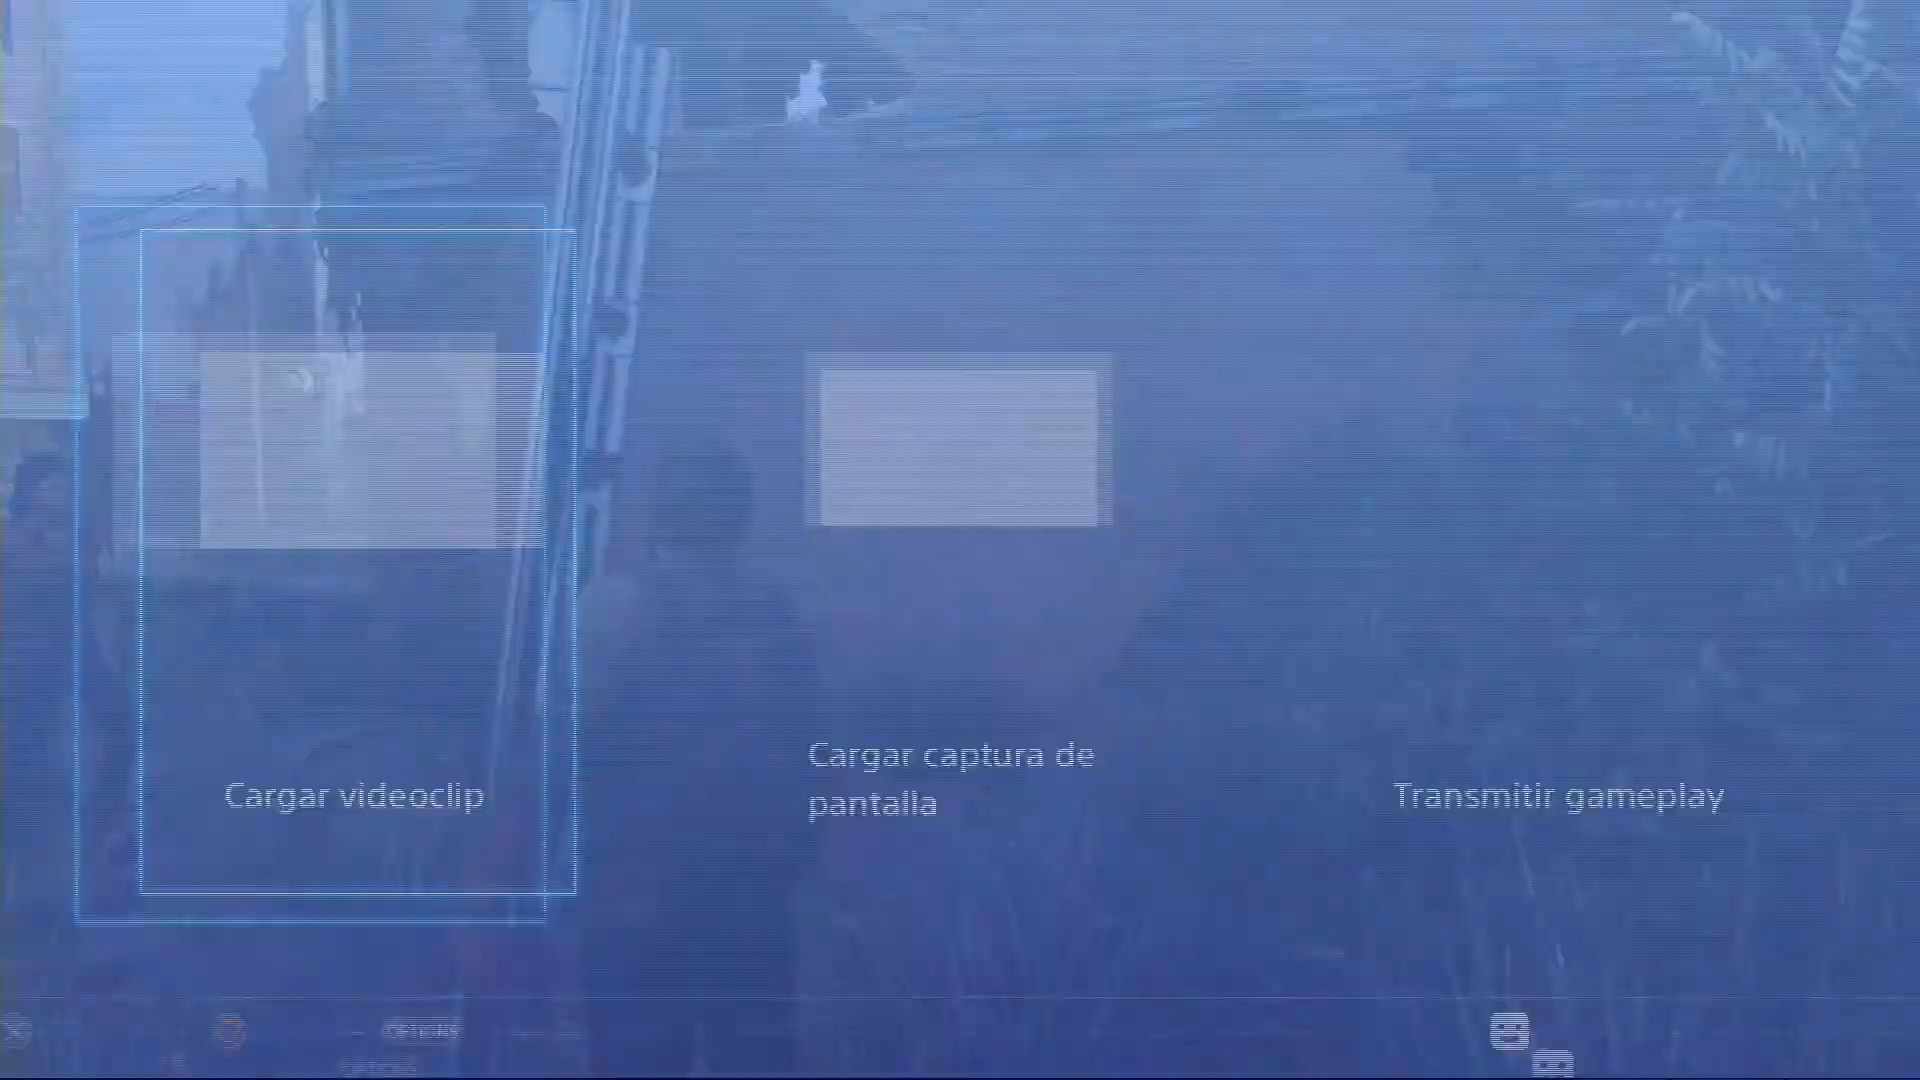 Cargar videoclip
Cargar captura de
pantalla
Transmitir gameplay
OPTIONS